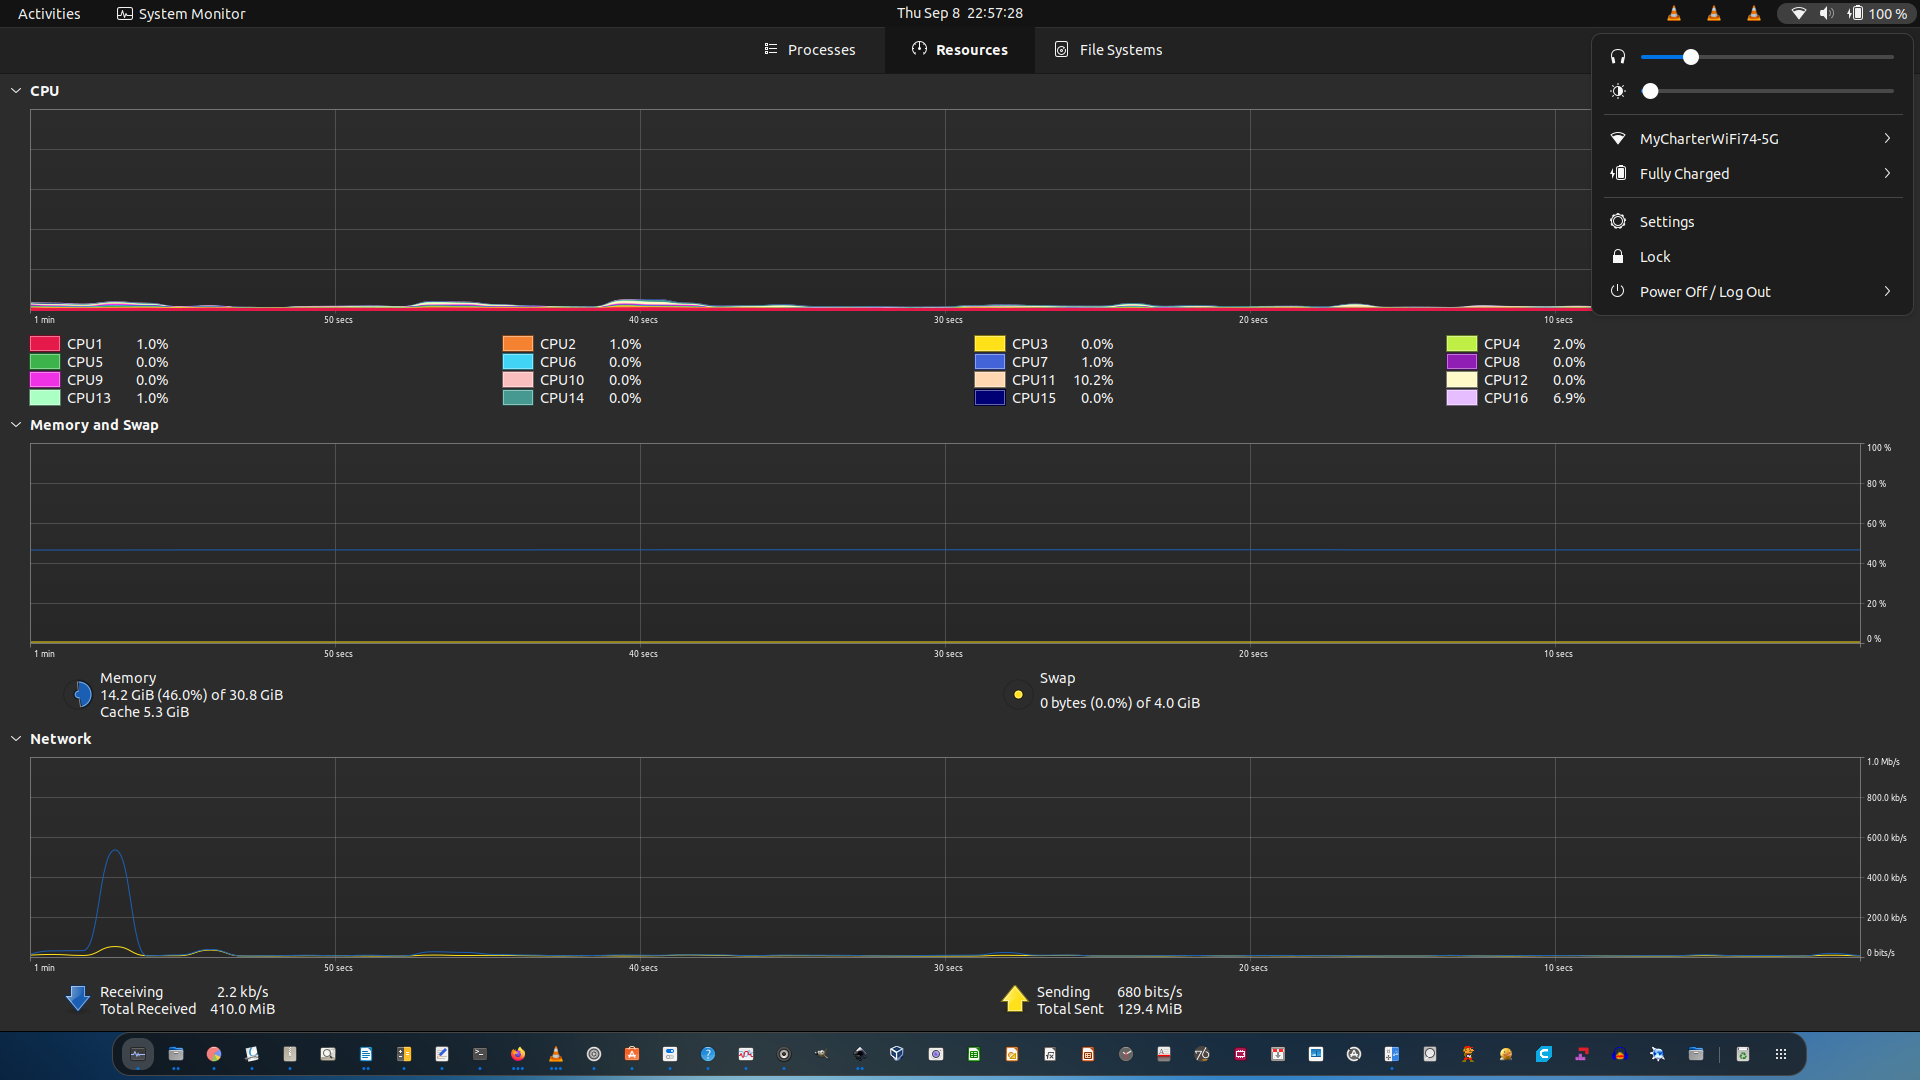 Activities System Monitor Thu Sep 8 22:57:28 100 %
Processes Resources File Systems
MyCharterWiFi74-5G
Fully Charged
Settings
Lock
Power Off / Log Out
CPU
1 min 50 secs 40 secs 30 secs 20 secs 10 secs
CPU1 1.0% CPU2 1.0% CPU3 0.0% CPU4 2.0%
CPU5 0.0% CPU6 0.0% CPU7 1.0% CPU8 0.0%
CPU9 0.0% CPU10 0.0% CPU11 10.2% CPU12 0.0%
CPU13 1.0% CPU14 0.0% CPU15 0.0% CPU16 6.9%
Memory and Swap
100 %
80 %
60 %
40 %
20 %
0 %
1 min 50 secs 40 secs 30 secs 20 secs 10 secs
Memory
14.2 GiB (46.0%) of 30.8 GiB
Cache 5.3 GiB
Swap
0 bytes (0.0%) of 4.0 GiB
Network
1.0 Mb/s
800.0 kb/s
600.0 kb/s
400.0 kb/s
200.0 kb/s
0 bits/s
1 min 50 secs 40 secs 30 secs 20 secs 10 secs
Receiving 2.2 kb/s
Total Received 410.0 MiB
Sending 680 bits/s
Total Sent 129.4 MiB
76